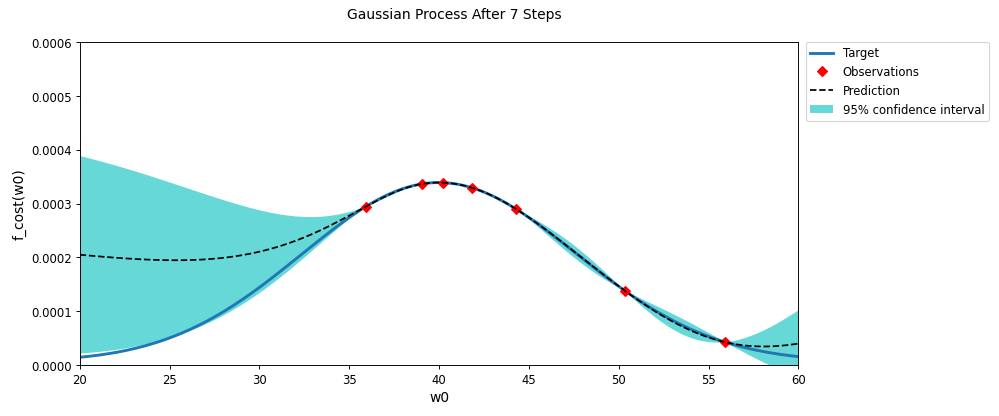 Gaussian Process After 7 Steps
0.0006
0.0005
0.0004
0.0003
0.0002
0.0001
0.0000
f_cost(w0)
20 25 30 35 40 45 50 55 60
w0
Target
Observations
Prediction
95% confidence interval